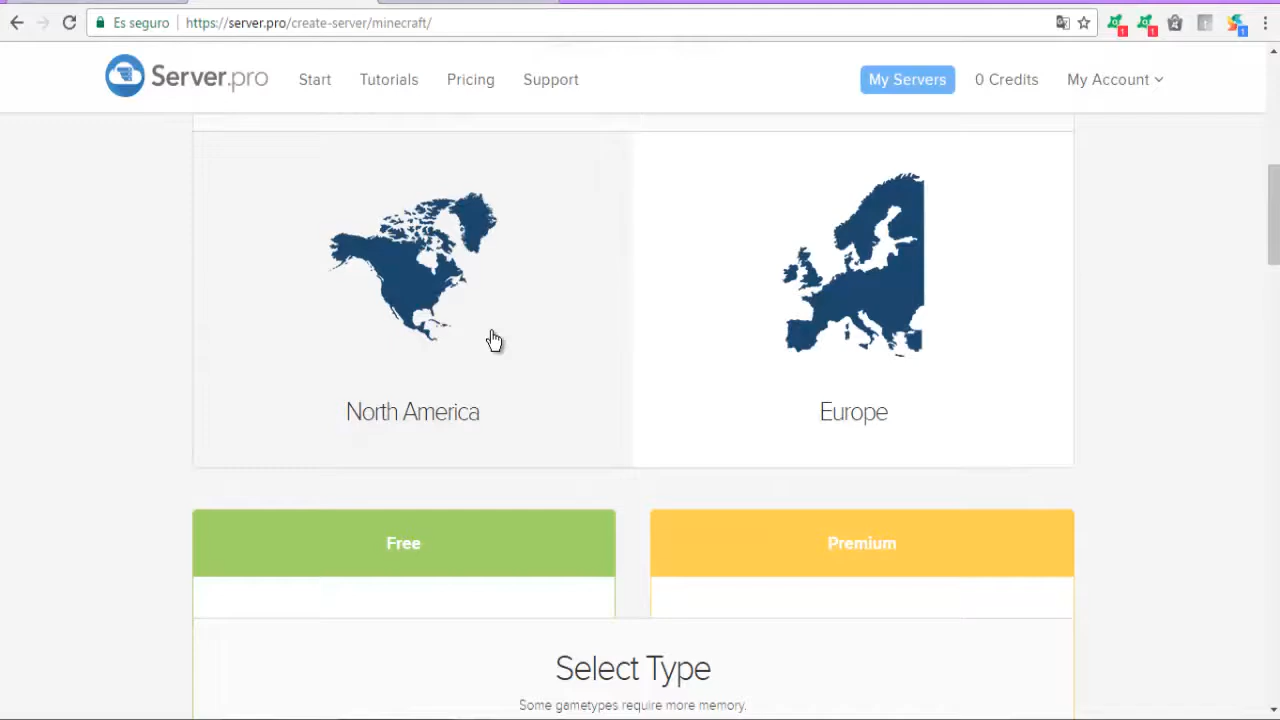 Es seguro https://server.pro/create-server/minecraft/
Server.pro Start Tutorials Pricing Support My Servers 0 Credits My Account
North America Europe
Free Premium
Select Type
Some gametypes require more memory.